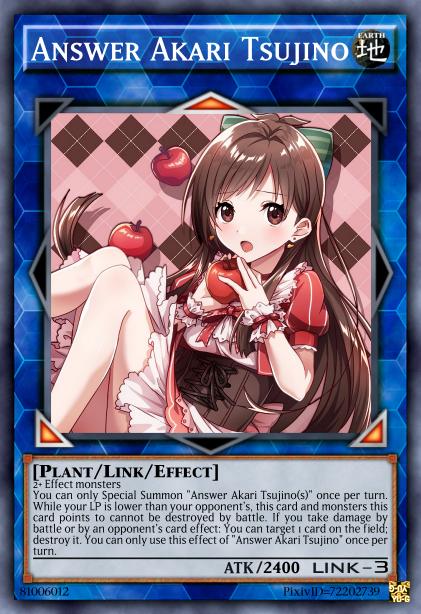 ANSWER AKARI TSUJINO
EARTH
地
[PLANT/LINK/EFFECT]
2+ Effect monsters
You can only Special Summon "Answer Akari Tsujino(s)" once per turn.
While your LP is lower than your opponent's, this card and monsters this
card points to cannot be destroyed by battle. If you take damage by
battle or by an opponent's card effect: You can target 1 card on the field;
destroy it. You can only use this effect of "Answer Akari Tsujino" once per
turn.
ATK/2400 LINK-3
81006012 PixivID=72202739